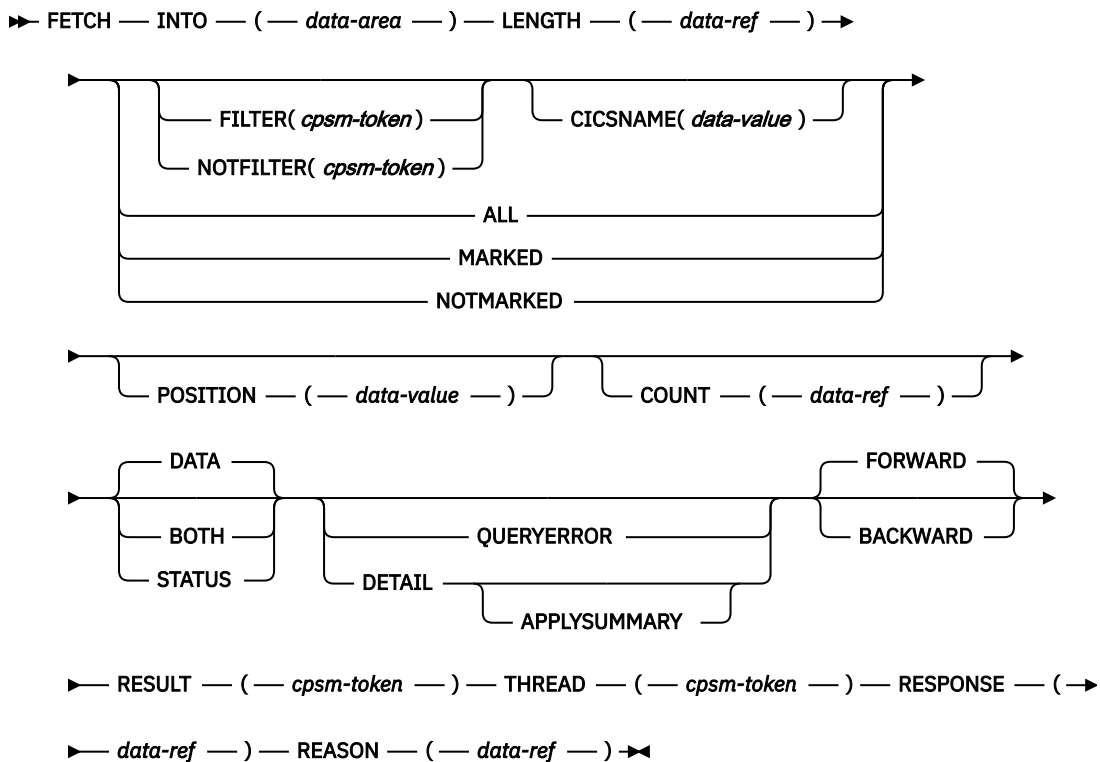 FETCH INTO ( data-area ) LENGTH ( data-ref )
FILTER( cpsm-token ) CICSNAME( data-value )
NOTFILTER( cpsm-token )
ALL
MARKED
NOTMARKED
POSITION ( data-value ) COUNT ( data-ref )
DATA FORWARD
BOTH QUERYERROR BACKWARD
STATUS DETAIL
APPLYSUMMARY
RESULT ( cpsm-token ) THREAD ( cpsm-token ) RESPONSE (
data-ref ) REASON ( data-ref )